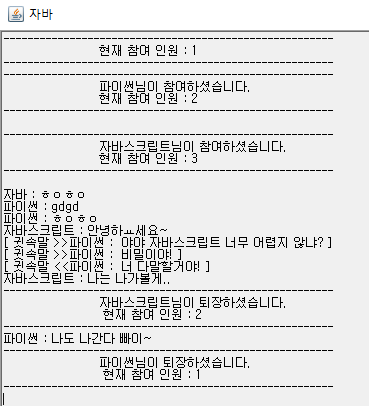 자바
--------------------------------------------------
현재 참여 인원 : 1
--------------------------------------------------
--------------------------------------------------
파이썬님이 참여하셨습니다.
현재 참여 인원 : 2
--------------------------------------------------
--------------------------------------------------
자바스크립트님이 참여하셨습니다.
현재 참여 인원 : 3
--------------------------------------------------
자바 : ㅎㅇㅎㅇ
파이썬 : gdgd
파이썬 : ㅎㅇㅎㅇ
자바스크립트 : 안녕하ㅛ세요~
[ 귓속말 >>파이썬 : 야야 자바스크립트 너무 어렵지 않냐? ]
[ 귓속말 >>파이썬 : 비밀이야! ]
[ 귓속말 <<파이썬 : 너 다말할거야! ]
자바스크립트 : 나는 나가볼게..
--------------------------------------------------
자바스크립트님이 퇴장하셨습니다.
현재 참여 인원 : 2
--------------------------------------------------
파이썬 : 나도 나간다 빠이~
--------------------------------------------------
파이썬님이 퇴장하셨습니다.
현재 참여 인원 : 1
--------------------------------------------------